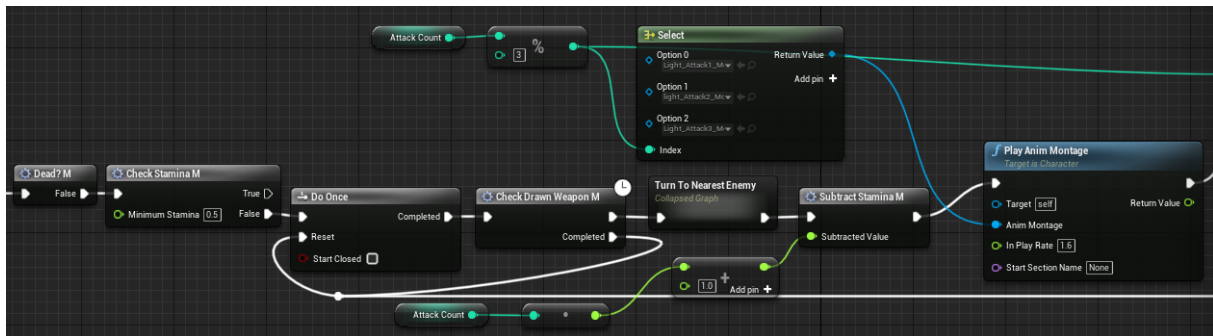 Attack Count
3
%
Select
Option 0
Light_Attack1_M
Option 1
light_Attack2_Mc
Option 2
Light_Attack3_M
Index
Return Value
Add pin +
Dead? M
False
Check Stamina M
True
Minimum Stamina 0.5
False
Do Once
Completed
Reset
Start Closed
Check Drawn Weapon M
Completed
Turn To Nearest Enemy
Collapsed Graph
Subtract Stamina M
Subtracted Value
Play Anim Montage
Target is Character
Target self
Return Value
Anim Montage
In Play Rate 1.6
Start Section Name None
1.0
+
Add pin +
Attack Count